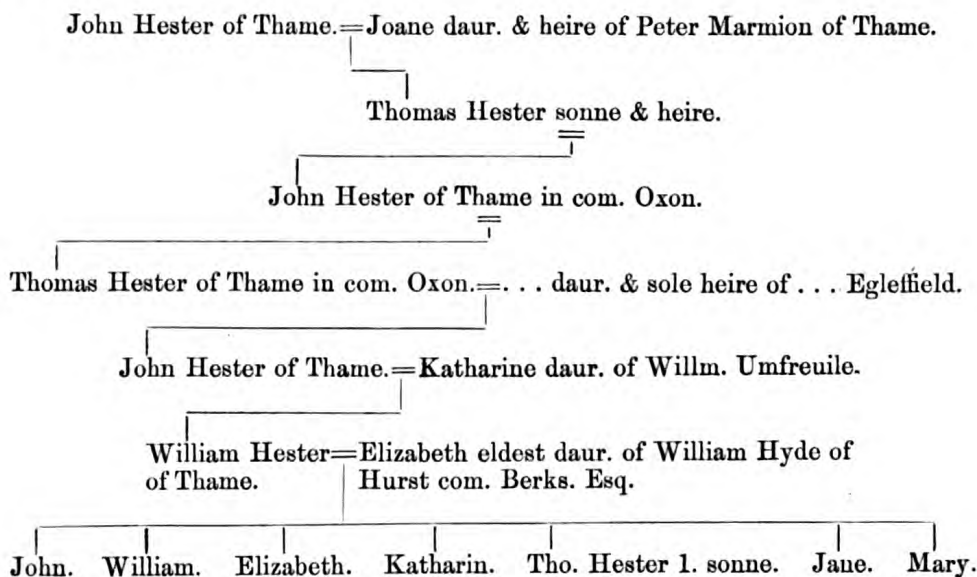 John Hester of Thame.=Joane daur. & heire of Peter Marmion of Thame.
Thomas Hester sonne & heire.
John Hester of Thame in com. Oxon.
Thomas Hester of Thame in com. Oxon.=. . . daur. & sole heire of . . . Egleffield.
John Hester of Thame.=Katharine daur. of Willm. Umfreuile.
William Hester=Elizabeth eldest daur. of William Hyde of
of Thame. Hurst com. Berks. Esq.
John. William. Elizabeth. Katharin. Tho. Hester 1. sonne. Jane. Mary